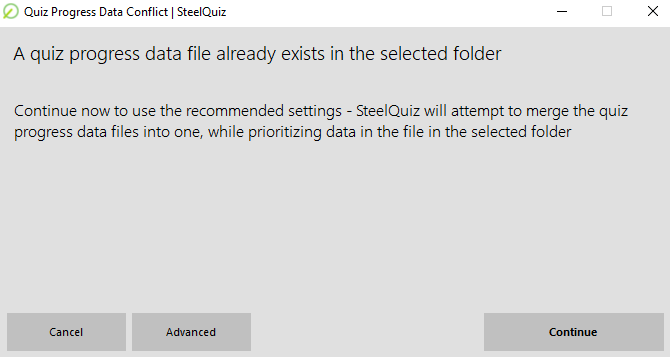 Quiz Progress Data Conflict | SteelQuiz
A quiz progress data file already exists in the selected folder
Continue now to use the recommended settings - SteelQuiz will attempt to merge the quiz
progress data files into one, while prioritizing data in the file in the selected folder
Cancel
Advanced
Continue